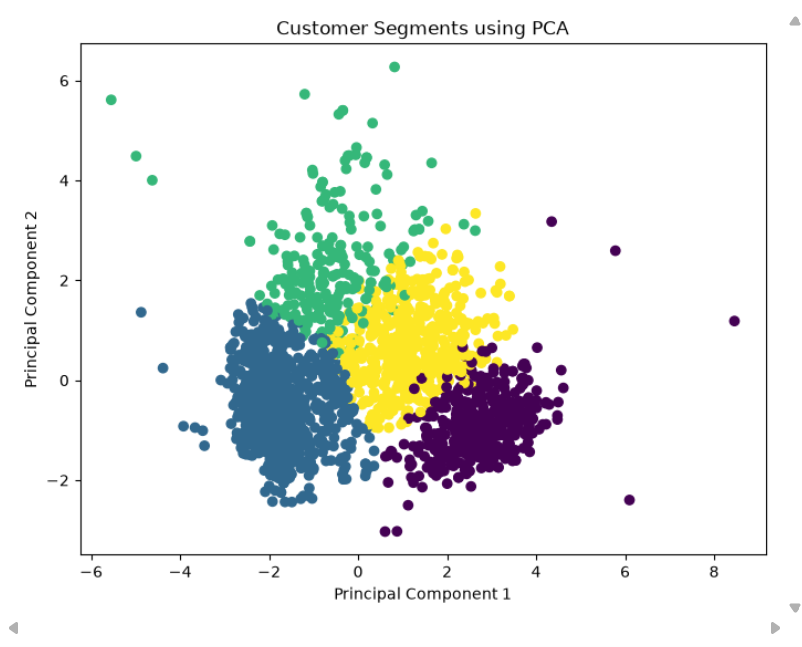 Customer Segments using PCA
6
4
2
0
−2
Principal Component 2
−6 −4 −2 0 2 4 6 8
Principal Component 1